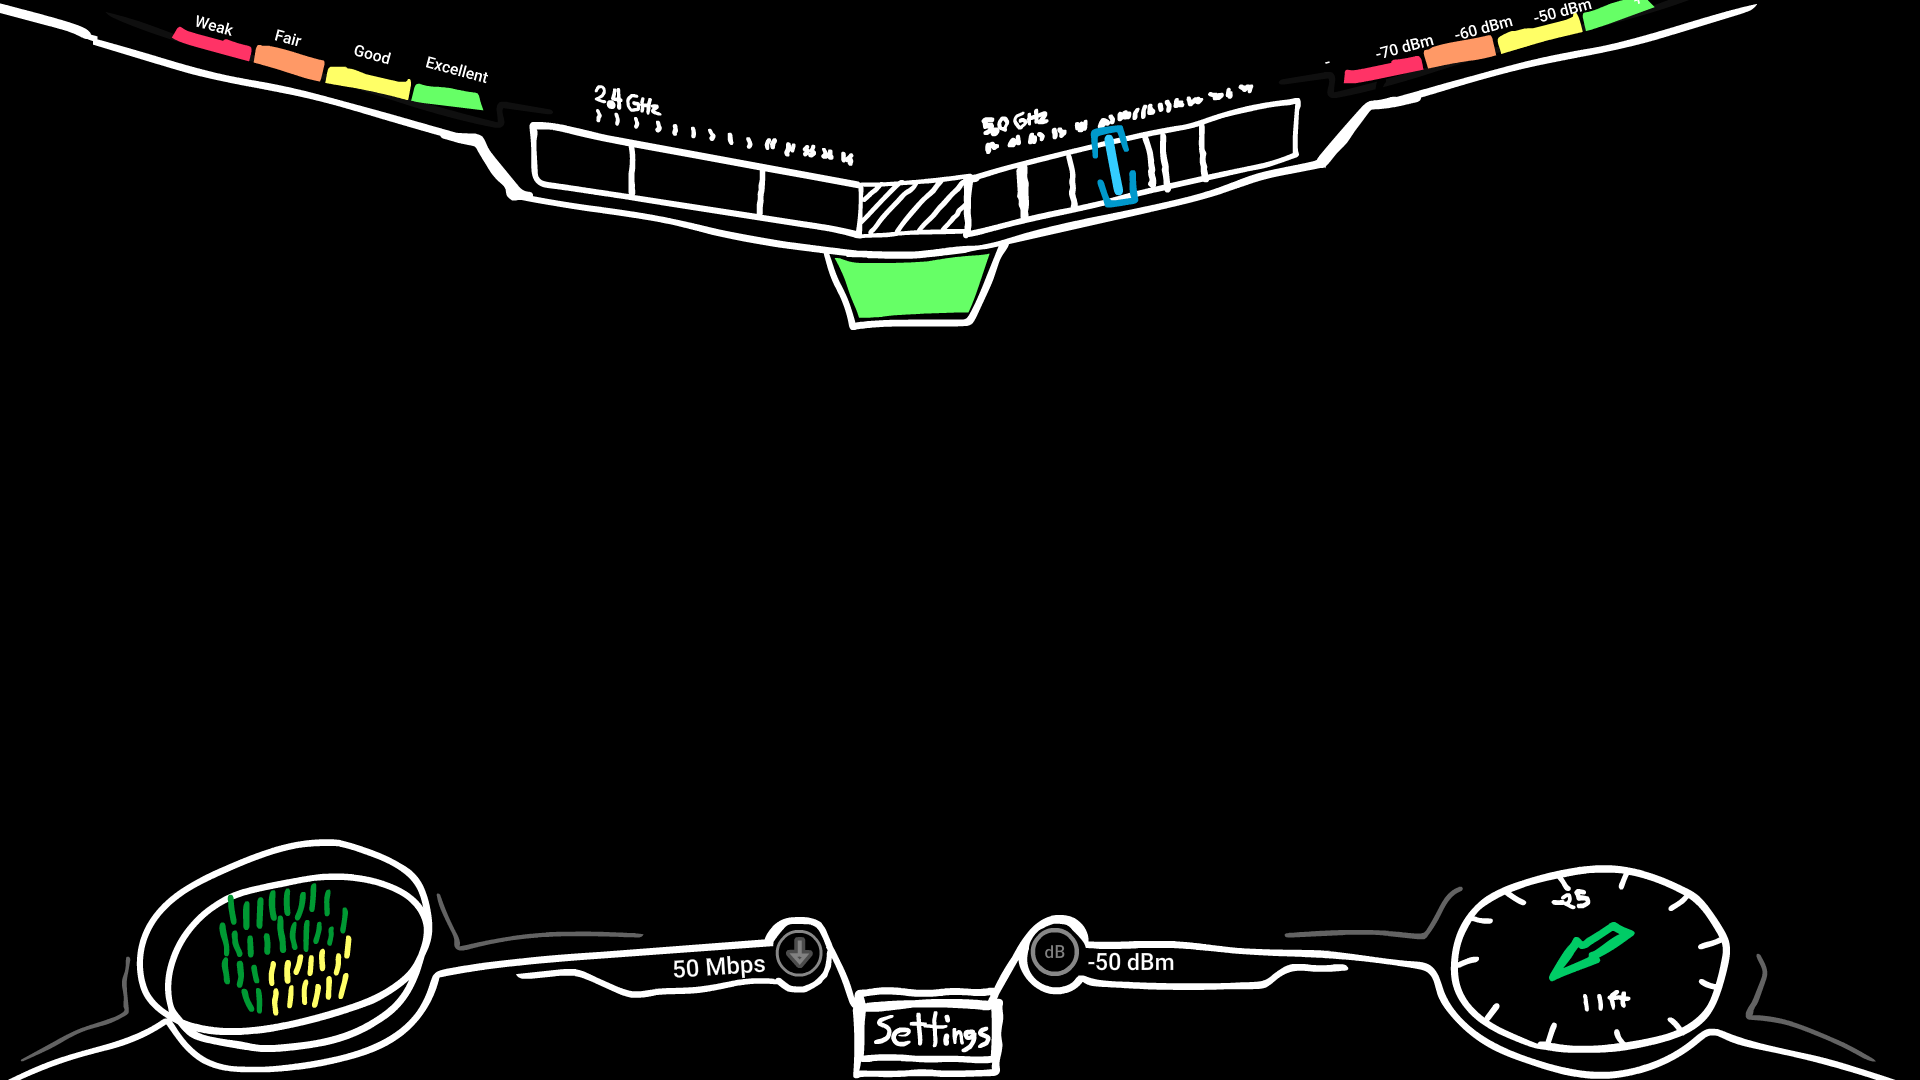 Weak
Fair
Good
Excellent
-
-70 dBm
-60 dBm
-50 dBm
2.4 GHz
5.0 GHz
50 Mbps
dB
-50 dBm
Settings
-25
11ft